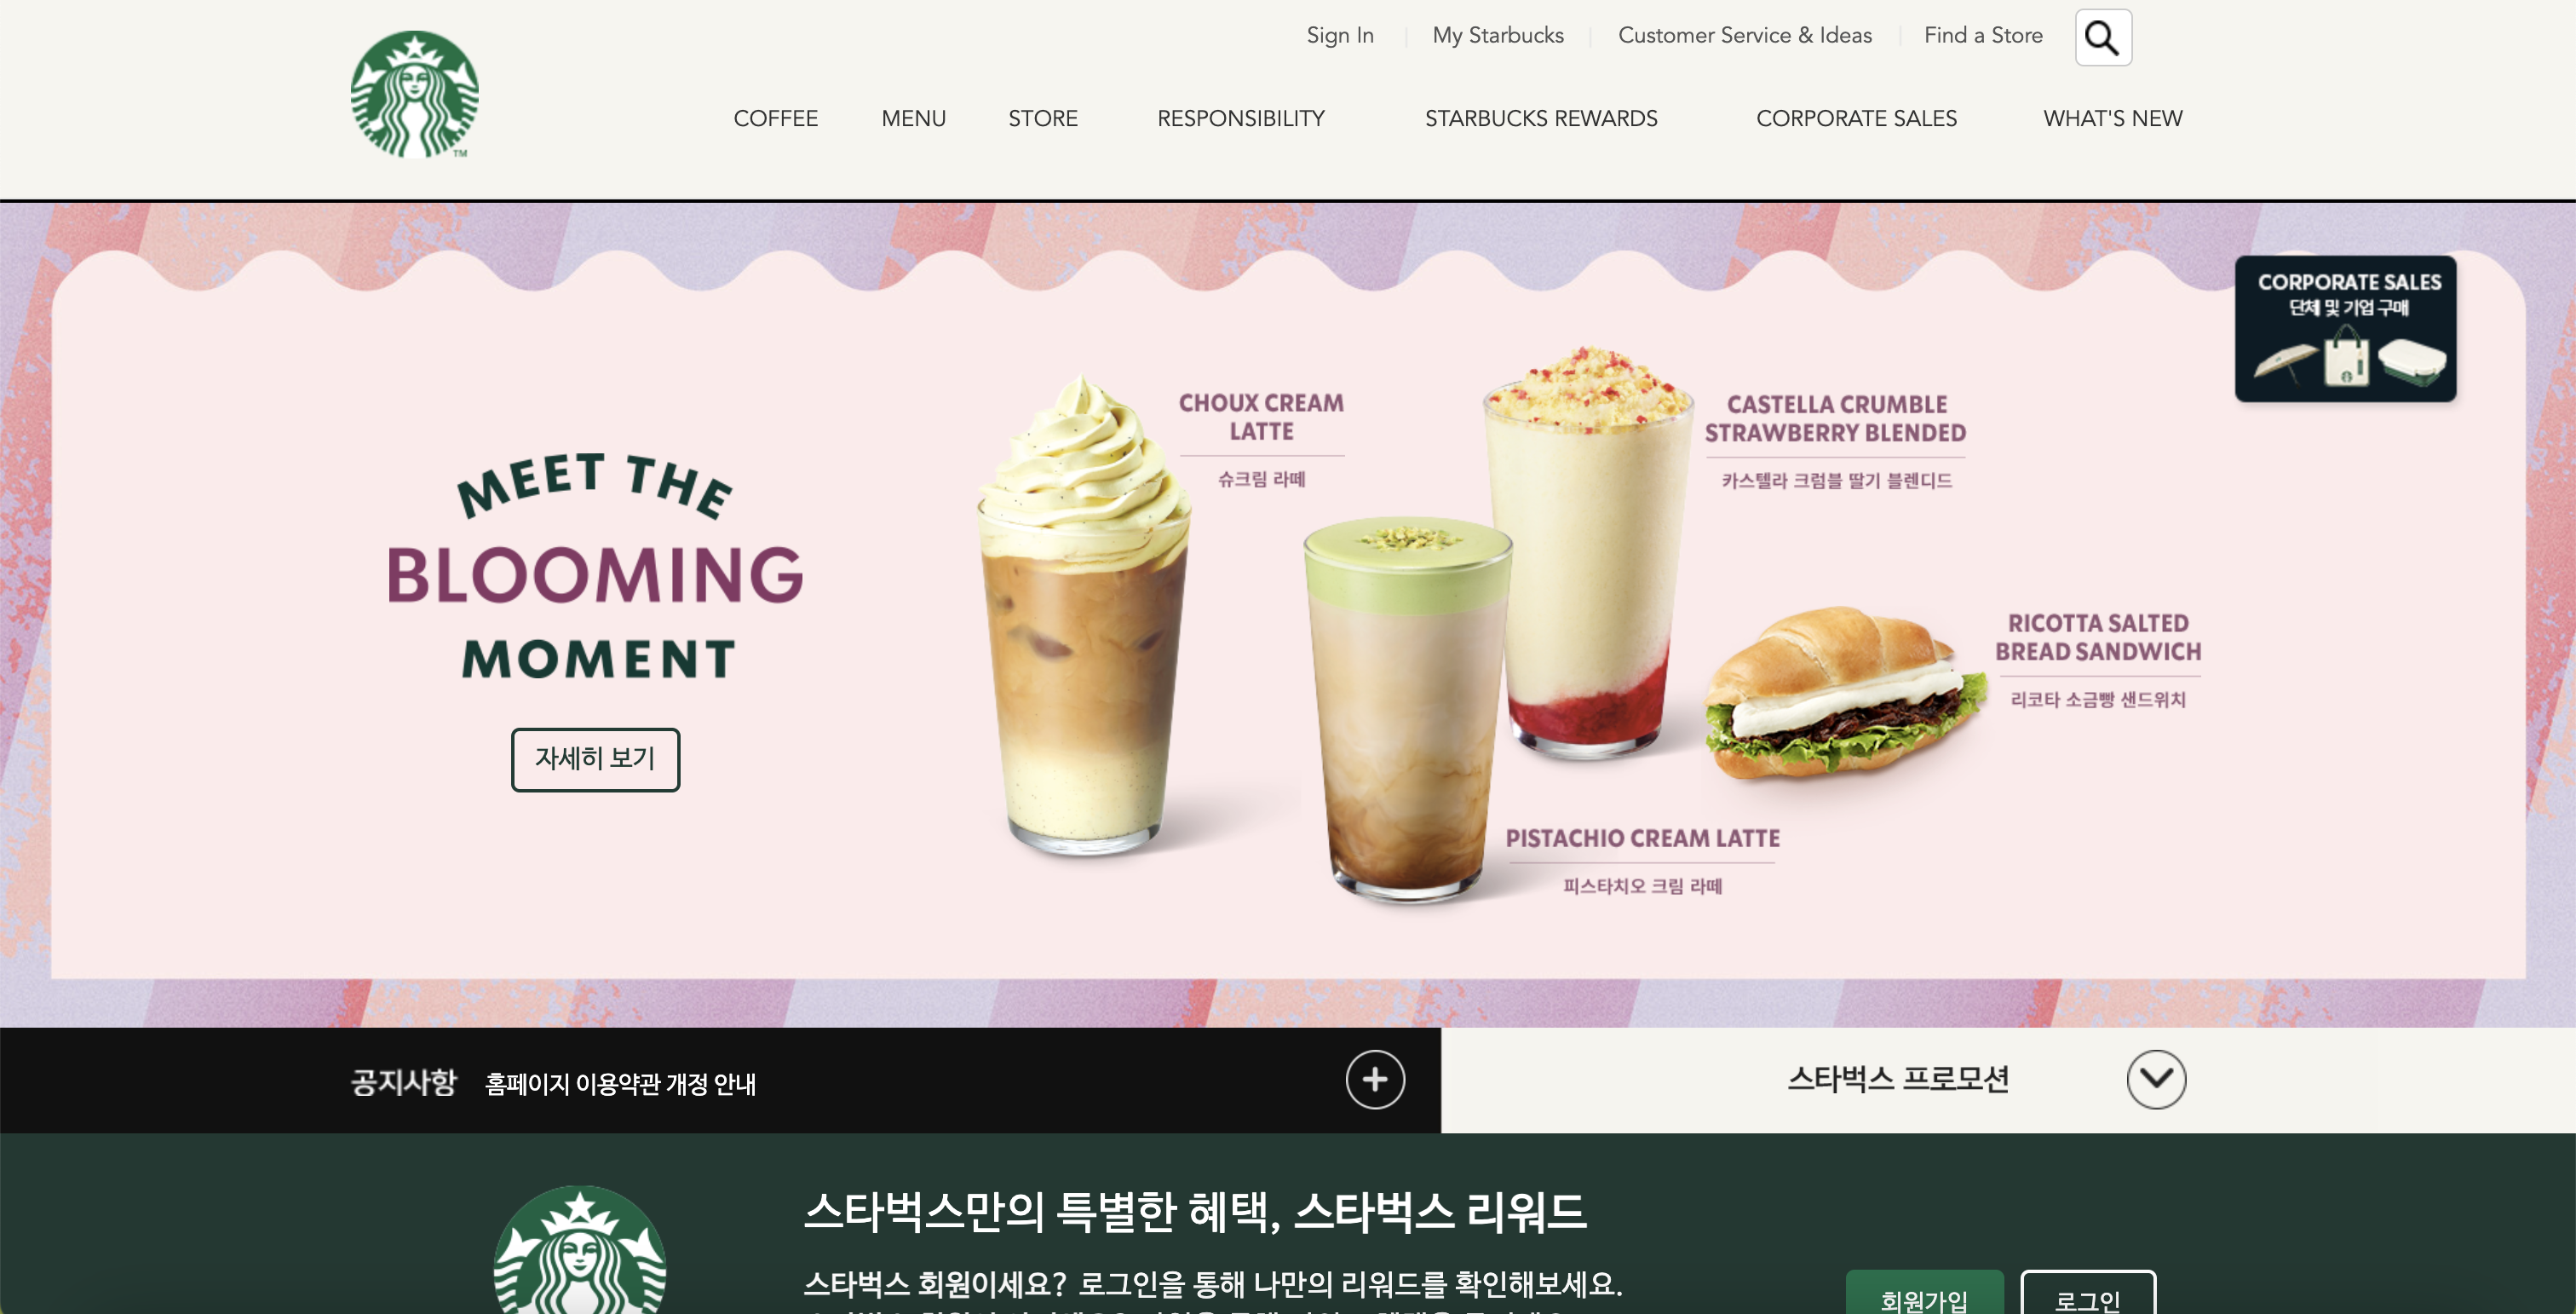 Sign In
My Starbucks
Customer Service & Ideas
Find a Store
TM
COFFEE
MENU
STORE
RESPONSIBILITY
STARBUCKS REWARDS
CORPORATE SALES
WHAT'S NEW
CORPORATE SALES
단체 및 기업 구매
MEET THE
BLOOMING
MOMENT
자세히 보기
CHOUX CREAM
LATTE
슈크림 라떼
CASTELLA CRUMBLE
STRAWBERRY BLENDED
카스텔라 크럼블 딸기 블렌디드
RICOTTA SALTED
BREAD SANDWICH
리코타 소금빵 샌드위치
PISTACHIO CREAM LATTE
피스타치오 크림 라떼
공지사항
홈페이지 이용약관 개정 안내
스타벅스 프로모션
스타벅스만의 특별한 혜택, 스타벅스 리워드
스타벅스 회원이세요? 로그인을 통해 나만의 리워드를 확인해보세요.
회원가입
로그인